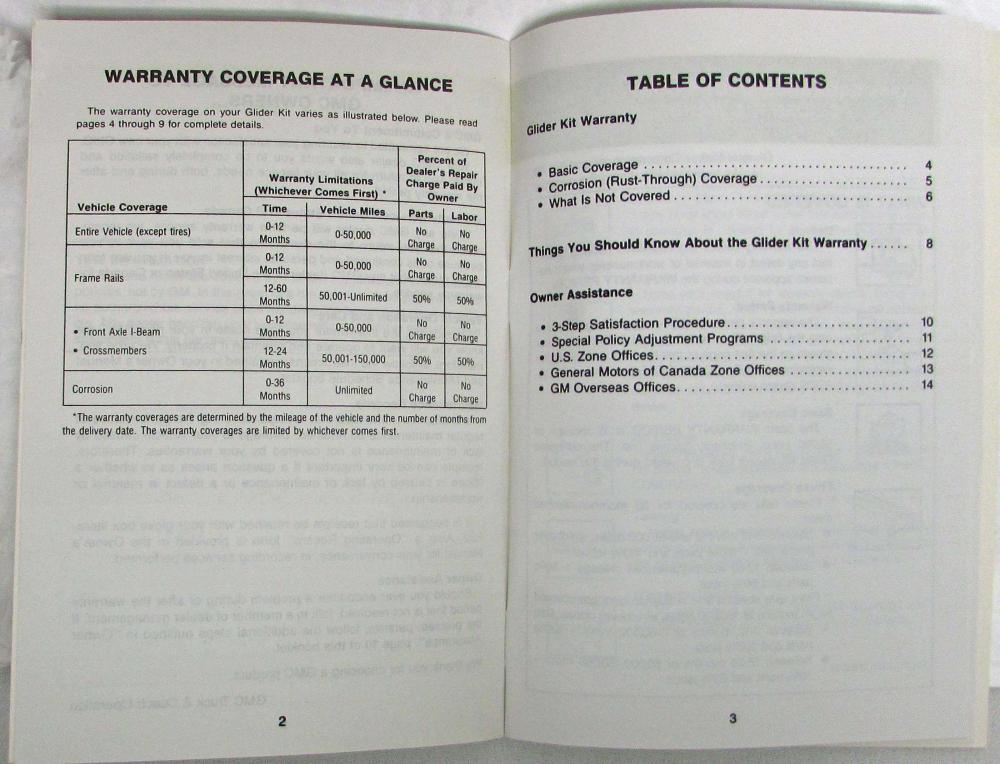 WARRANTY COVERAGE AT A GLANCE
The warranty coverage on your Glider Kit varies as illustrated below. Please read
pages 4 through 9 for complete details.
Vehicle Coverage
Warranty Limitations
(Whichever Comes First) *
Percent of
Dealer's Repair
Charge Paid By
Owner
Time Vehicle Miles Parts Labor
Entire Vehicle (except tires) 0-12 Months 0-50,000 No Charge No Charge
Frame Rails 0-12 Months 0-50,000 No Charge No Charge
12-60 Months 50,001-Unlimited 50% 50%
• Front Axle I-Beam
• Crossmembers
0-12 Months 0-50,000 No Charge No Charge
12-24 Months 50,001-150,000 50% 50%
Corrosion 0-36 Months Unlimited No Charge No Charge
*The warranty coverages are determined by the mileage of the vehicle and the number of months from
the delivery date. The warranty coverages are limited by whichever comes first.
2
TABLE OF CONTENTS
Glider Kit Warranty
• Basic Coverage ........ 4
• Corrosion (Rust-Through) Coverage ........ 5
• What Is Not Covered ........ 6
Things You Should Know About the Glider Kit Warranty ...... 8
Owner Assistance
• 3-Step Satisfaction Procedure ........ 10
• Special Policy Adjustment Programs ........ 11
• U.S. Zone Offices ........ 12
• General Motors of Canada Zone Offices ........ 13
• GM Overseas Offices ........ 14
3